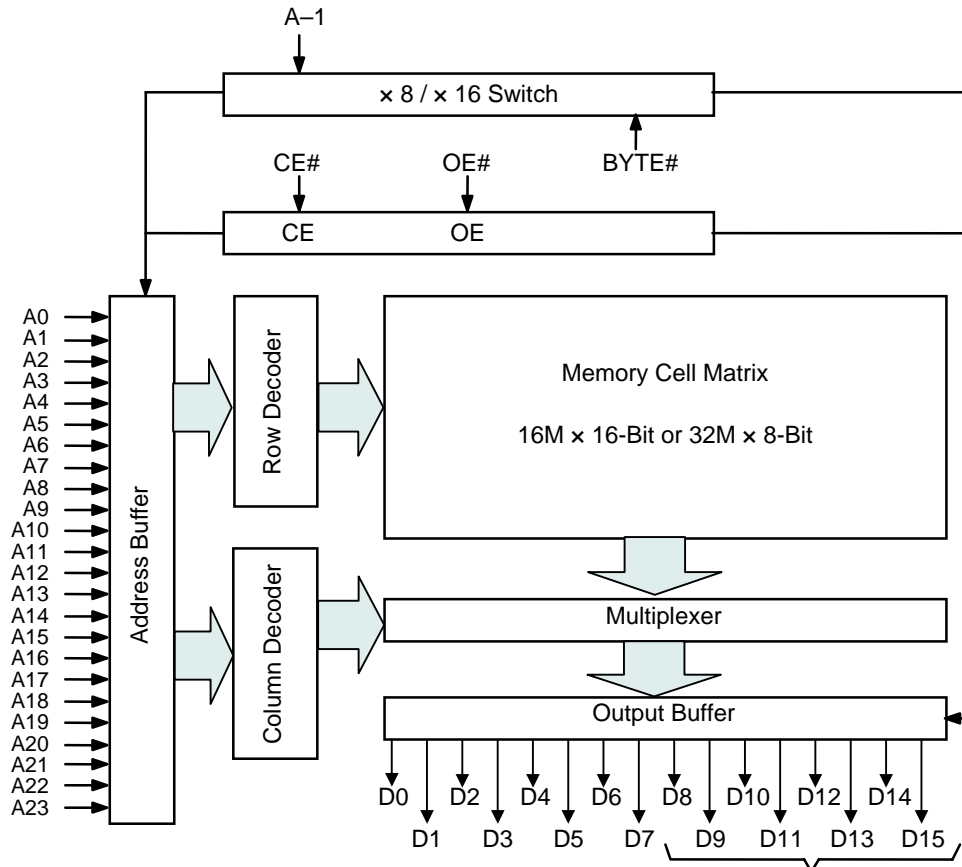 A–1
× 8 / × 16 Switch
CE# OE# BYTE#
CE OE
A0
A1
A2
A3
A4
A5
A6
A7
A8
A9
A10
A11
A12
A13
A14
A15
A16
A17
A18
A19
A20
A21
A22
A23
Address Buffer
Row Decoder
Column Decoder
Memory Cell Matrix
16M × 16-Bit or 32M × 8-Bit
Multiplexer
Output Buffer
D0 D2 D4 D6 D8 D10 D12 D14
D1 D3 D5 D7 D9 D11 D13 D15